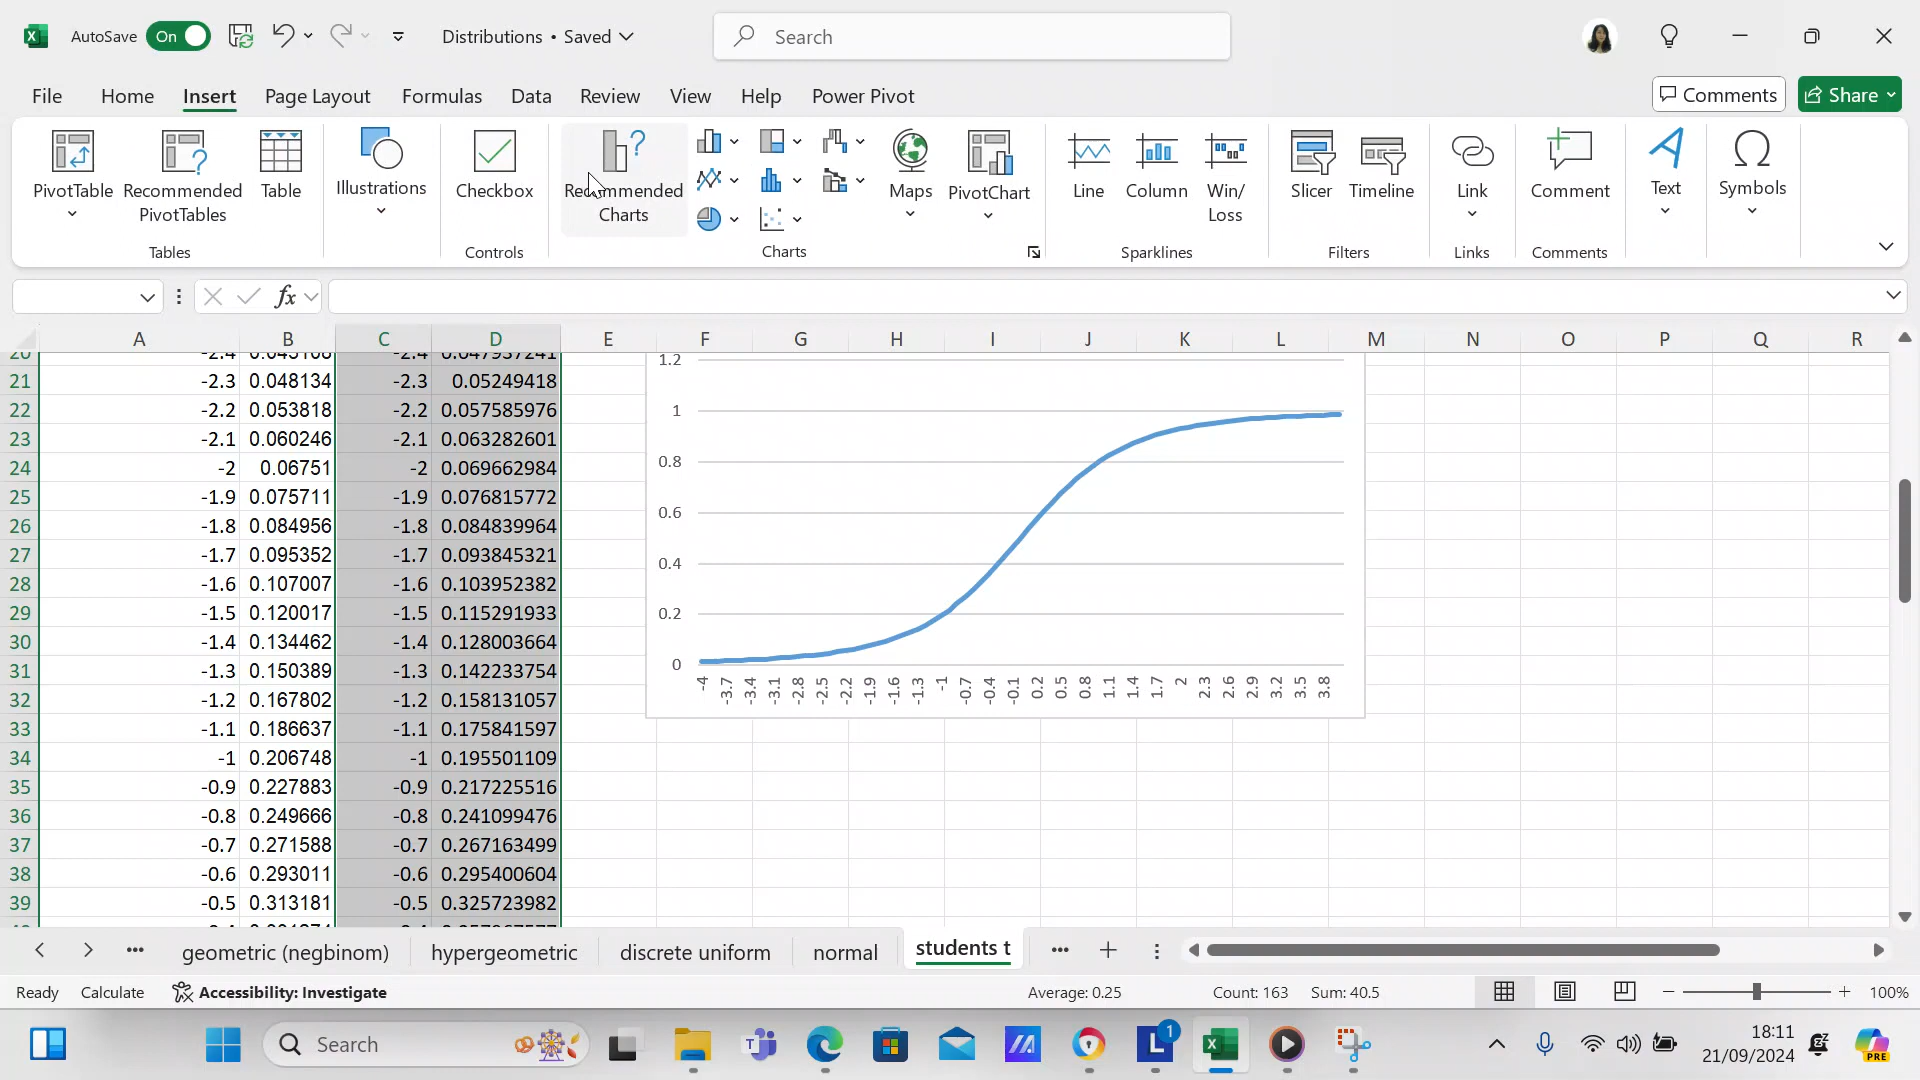 AutoSave On Distributions • Saved Search
File Home Insert Page Layout Formulas Data Review View Help Power Pivot Comments Share
PivotTable Recommended PivotTables Table Illustrations Checkbox Recommended Charts Maps PivotChart Line Column Win/ Loss Slicer Timeline Link Comment Text Symbols
Tables Controls Charts Sparklines Filters Links Comments
fx
A B C D E F G H I J K L M N O P Q R
21 -2.3 0.048134 -2.3 0.05249418
22 -2.2 0.053818 -2.2 0.057585976
23 -2.1 0.060246 -2.1 0.063282601
24 -2 0.06751 -2 0.069662984
25 -1.9 0.075711 -1.9 0.076815772
26 -1.8 0.084956 -1.8 0.084839964
27 -1.7 0.095352 -1.7 0.093845321
28 -1.6 0.107007 -1.6 0.103952382
29 -1.5 0.120017 -1.5 0.115291933
30 -1.4 0.134462 -1.4 0.128003664
31 -1.3 0.150389 -1.3 0.142233754
32 -1.2 0.167802 -1.2 0.158131057
33 -1.1 0.186637 -1.1 0.175841597
34 -1 0.206748 -1 0.195501109
35 -0.9 0.227883 -0.9 0.217225516
36 -0.8 0.249666 -0.8 0.241099476
37 -0.7 0.271588 -0.7 0.267163499
38 -0.6 0.293011 -0.6 0.295400604
39 -0.5 0.313181 -0.5 0.325723982
1.2
1
0.8
0.6
0.4
0.2
0
-4 -3.7 -3.4 -3.1 -2.8 -2.5 -2.2 -1.9 -1.6 -1.3 -1 -0.7 -0.4 -0.1 0.2 0.5 0.8 1.1 1.4 1.7 2 2.3 2.6 2.9 3.2 3.5 3.8
geometric (negbinom) hypergeometric discrete uniform normal students t
Ready Calculate Accessibility: Investigate Average: 0.25 Count: 163 Sum: 40.5 100%
Search 1 18:11
21/09/2024
PRE